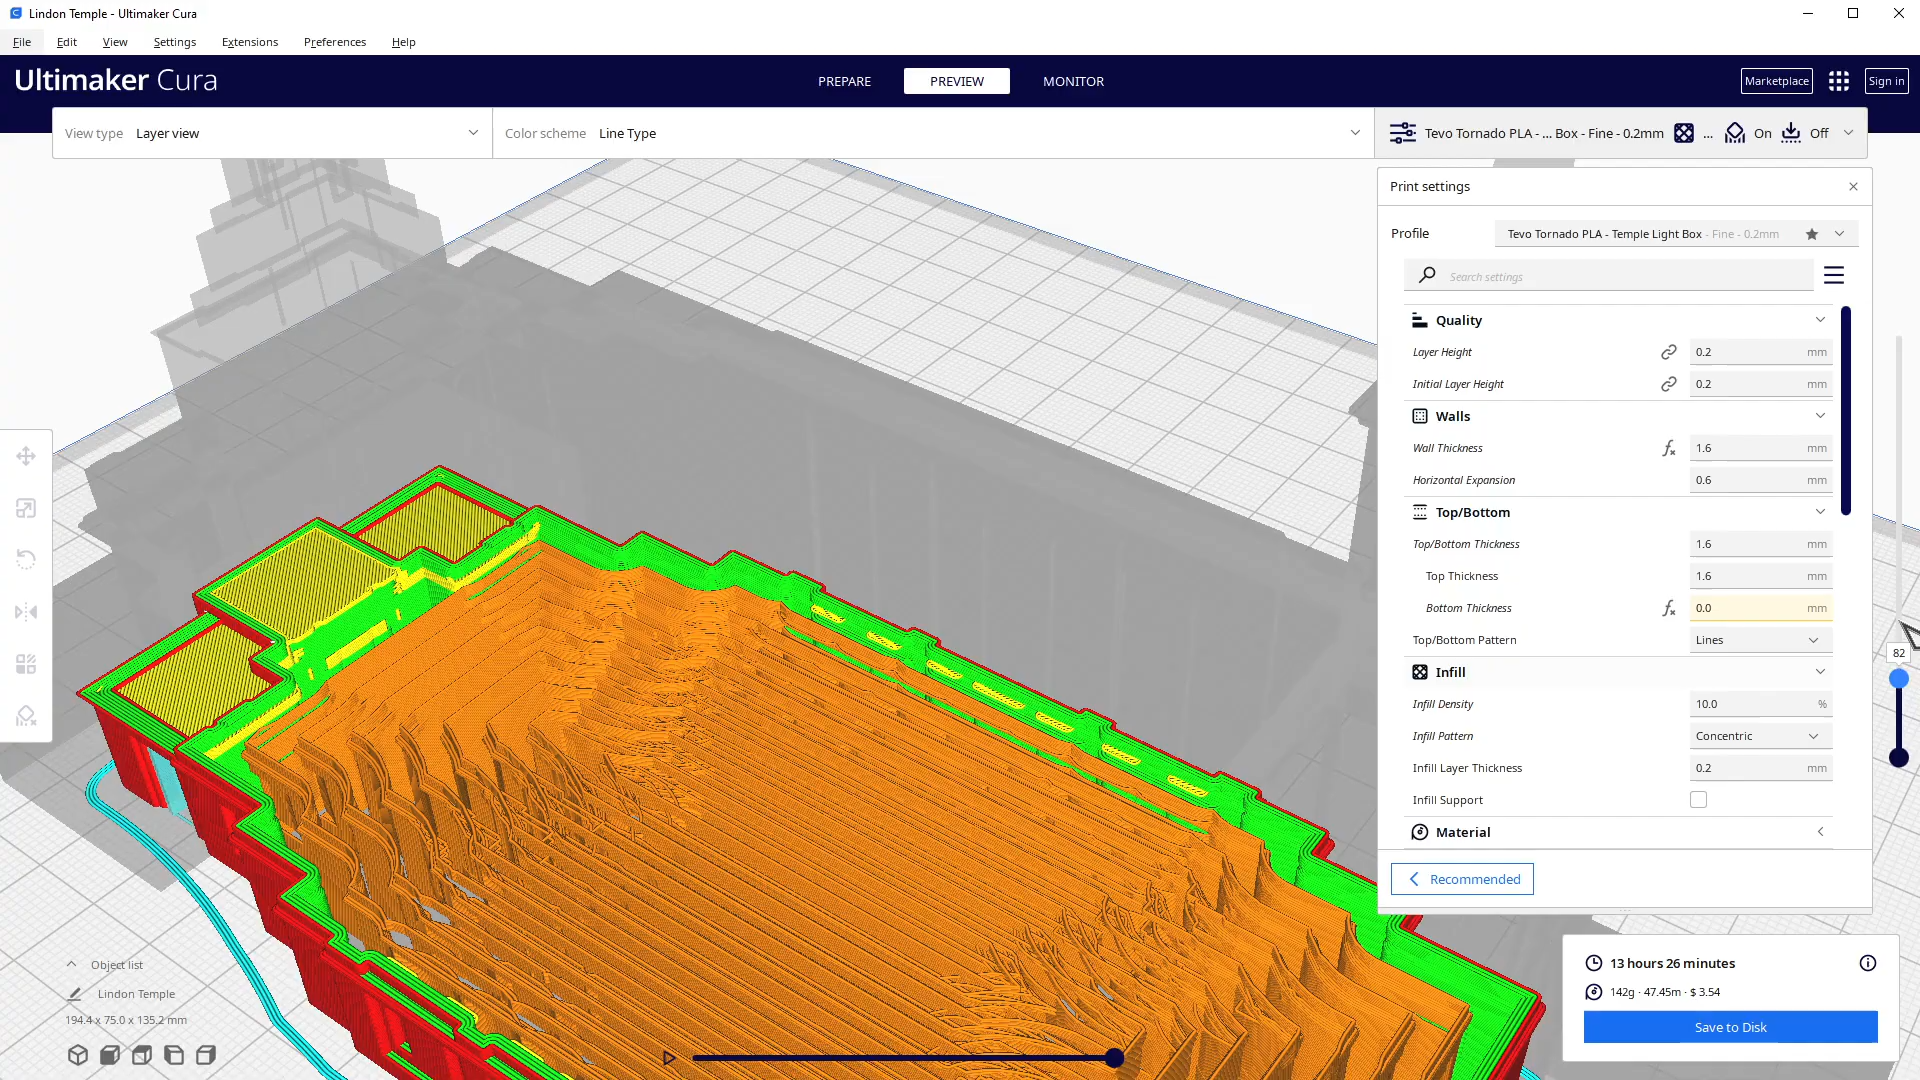 Lindon Temple - Ultimaker Cura
File Edit View Settings Extensions Preferences Help
Ultimaker Cura
PREPARE PREVIEW MONITOR
Marketplace
Sign in
View type Layer view
Color scheme Line Type
Tevo Tornado PLA - ... Box - Fine - 0.2mm ... On Off
Print settings
Profile Tevo Tornado PLA - Temple Light Box - Fine - 0.2mm
Search settings
Quality
Layer Height 0.2 mm
Initial Layer Height 0.2 mm
Walls
Wall Thickness 1.6 mm
Horizontal Expansion 0.6 mm
Top/Bottom
Top/Bottom Thickness 1.6 mm
Top Thickness 1.6 mm
Bottom Thickness 0.0 mm
Top/Bottom Pattern Lines
Infill
Infill Density 10.0 %
Infill Pattern Concentric
Infill Layer Thickness 0.2 mm
Infill Support
Material
Recommended
82
Object list
Lindon Temple
194.4 x 75.0 x 135.2 mm
13 hours 26 minutes
142g · 47.45m · $ 3.54
Save to Disk